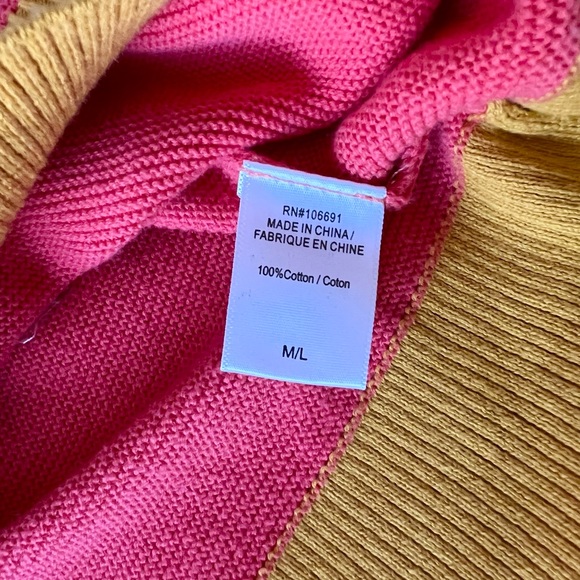 RN#106691
MADE IN CHINA/
FABRIQUE EN CHINE
100%Cotton / Coton
M/L